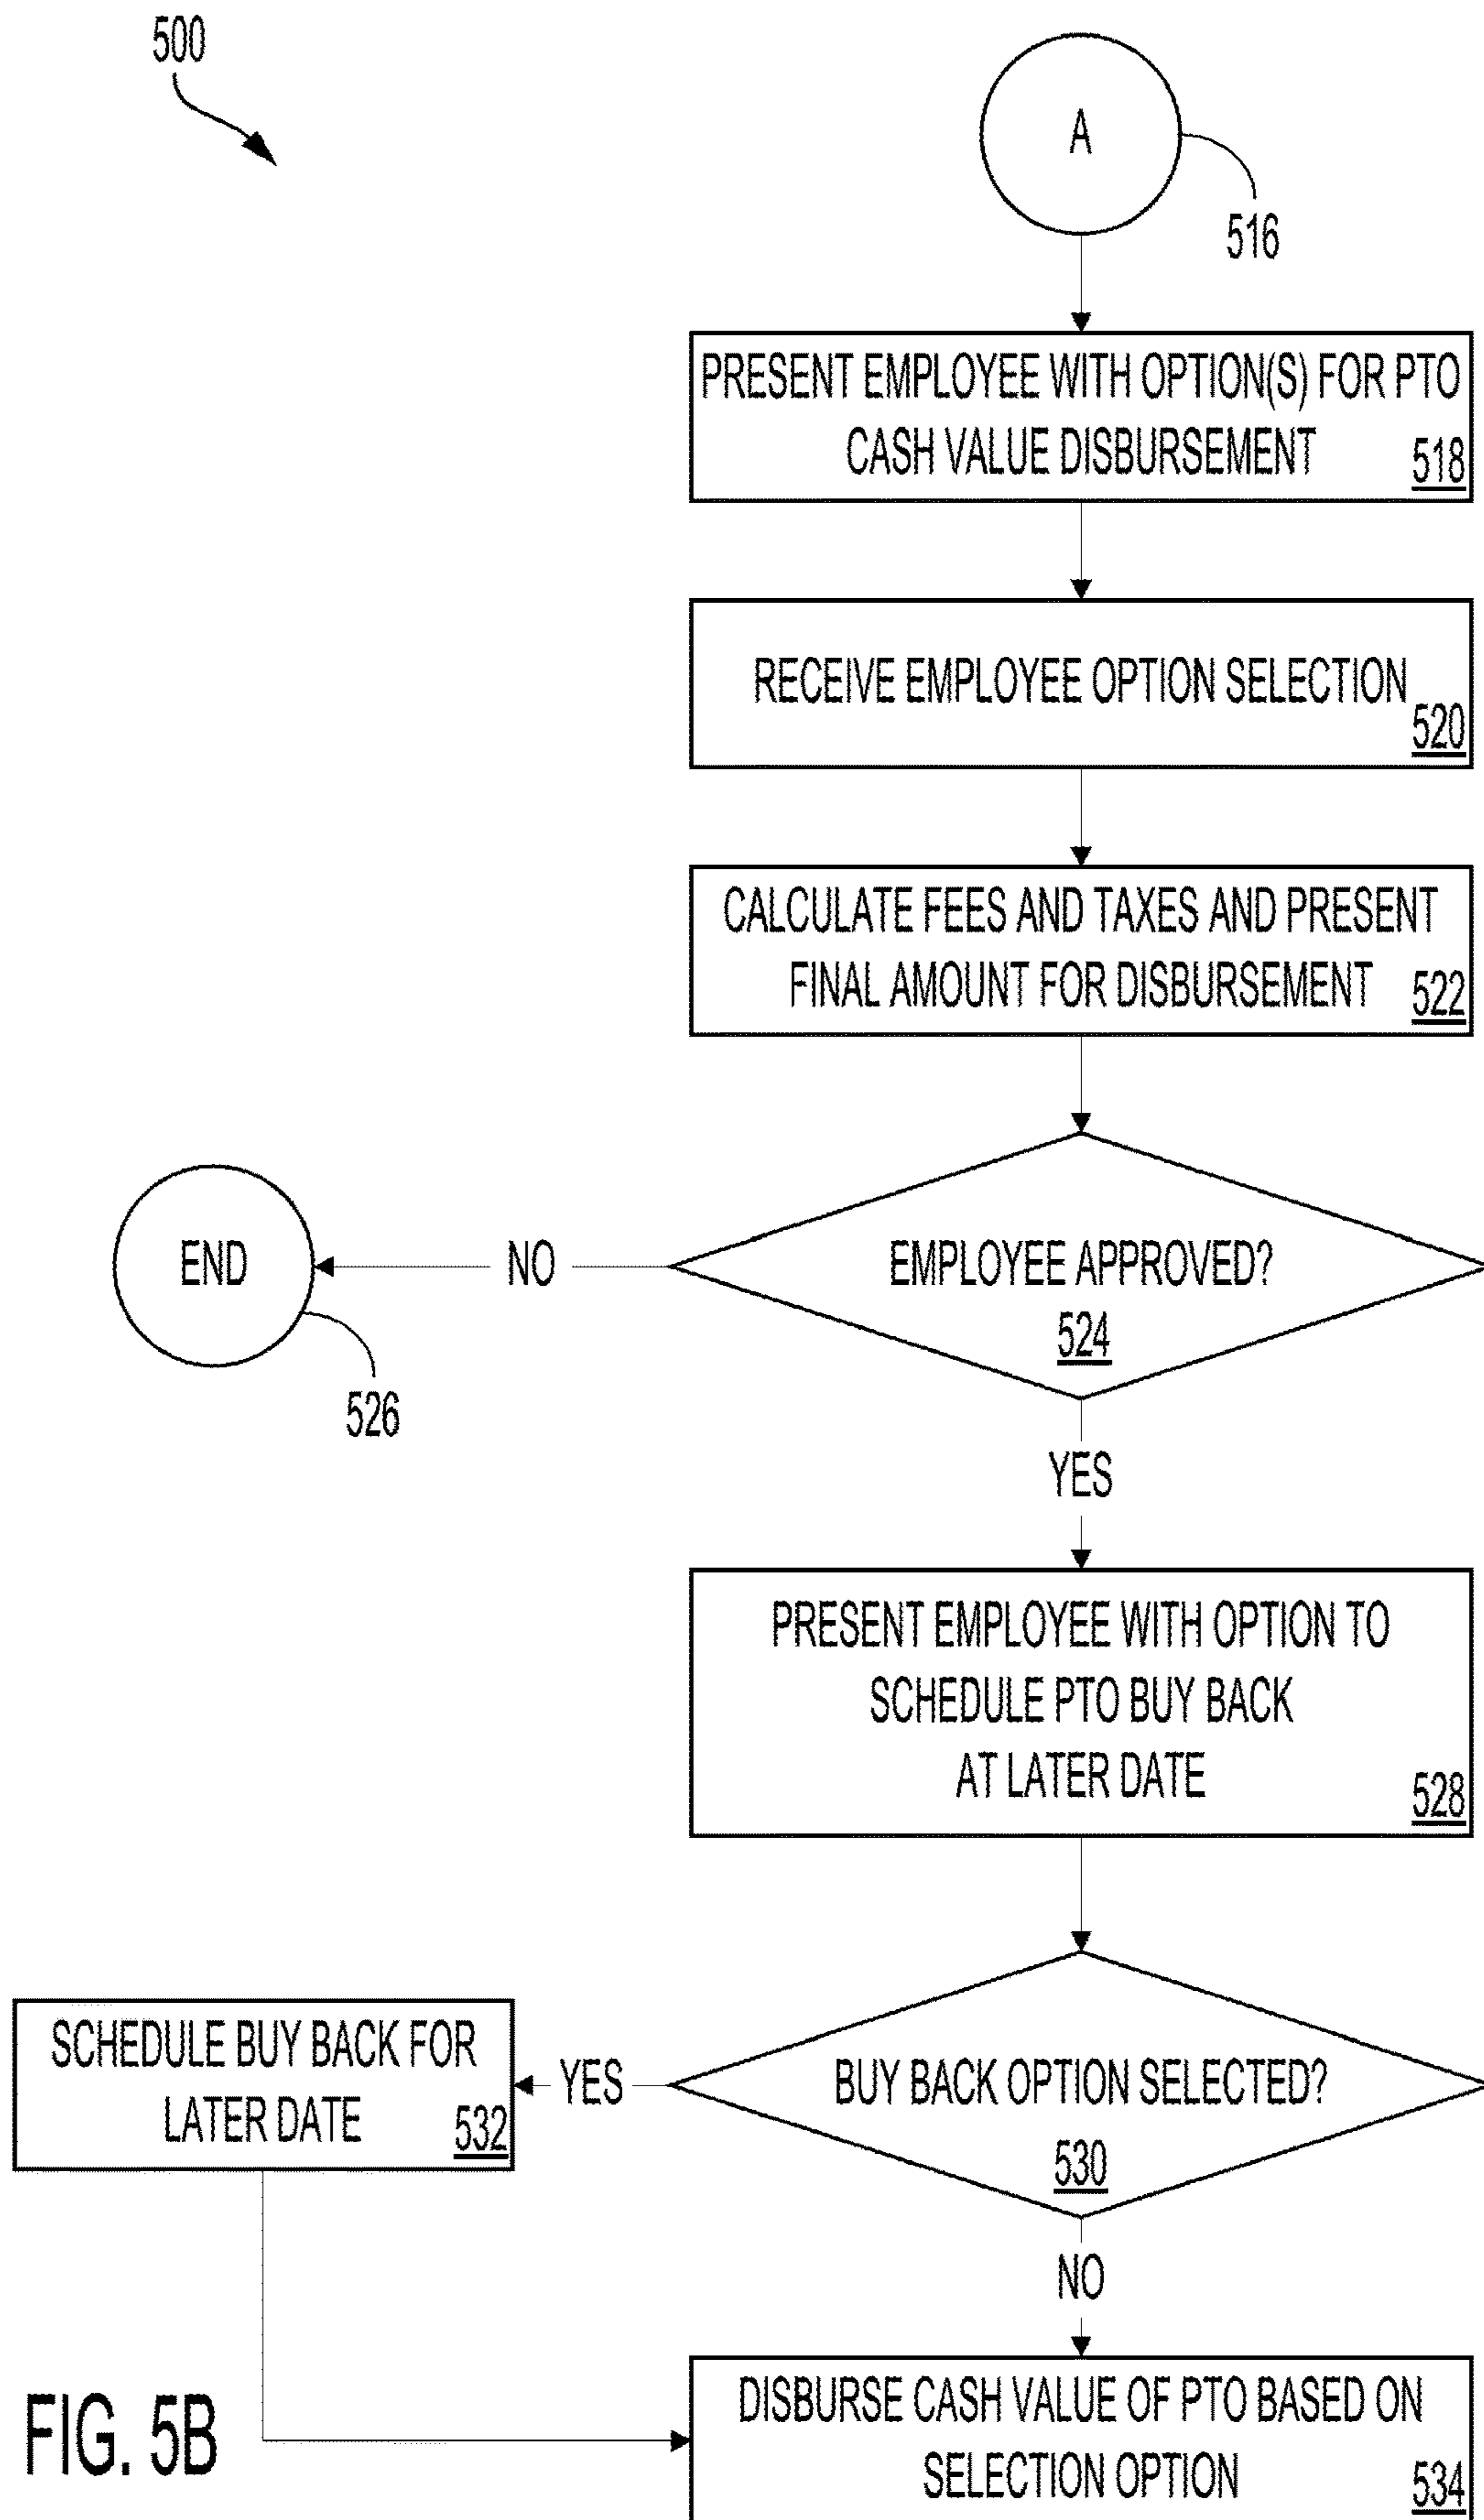 500
A
516
PRESENT EMPLOYEE WITH OPTION(S) FOR PTO
CASH VALUE DISBURSEMENT
518
RECEIVE EMPLOYEE OPTION SELECTION
520
CALCULATE FEES AND TAXES AND PRESENT
FINAL AMOUNT FOR DISBURSEMENT
522
EMPLOYEE APPROVED?
524
NO
END
526
YES
PRESENT EMPLOYEE WITH OPTION TO
SCHEDULE PTO BUY BACK
AT LATER DATE
528
BUY BACK OPTION SELECTED?
530
YES
SCHEDULE BUY BACK FOR
LATER DATE
532
NO
DISBURSE CASH VALUE OF PTO BASED ON
SELECTION OPTION
534
FIG. 5B